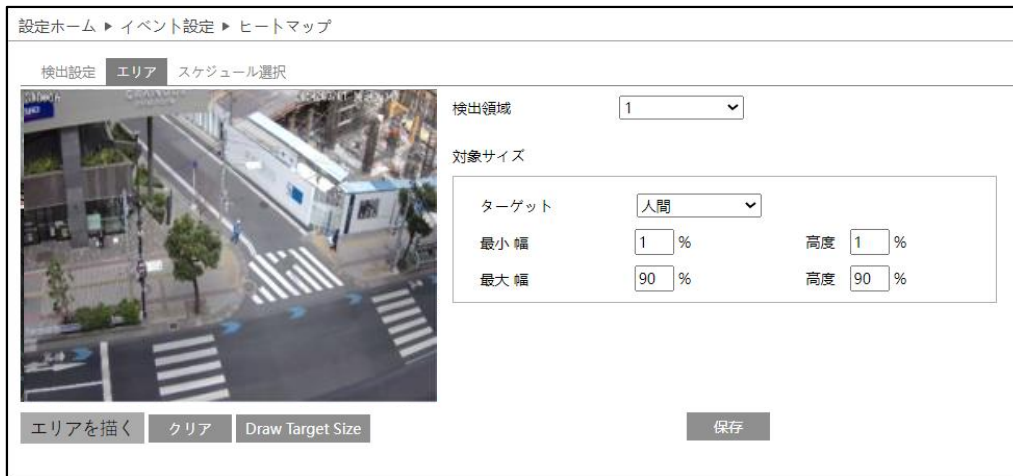 設定ホーム ▶ イベント設定 ▶ ヒートマップ
検出設定 エリア スケジュール選択
検出領域 1
対象サイズ
ターゲット 人間
最小 幅 1 % 高度 1 %
最大 幅 90 % 高度 90 %
エリアを描く クリア Draw Target Size 保存